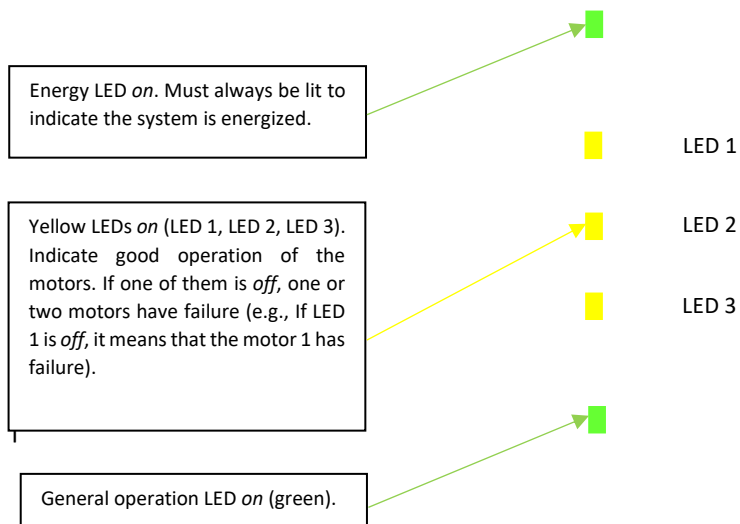 Energy LED on. Must always be lit to
indicate the system is energized.
LED 1
Yellow LEDs on (LED 1, LED 2, LED 3).
Indicate good operation of the
motors. If one of them is off, one or
two motors have failure (e.g., If LED
1 is off, it means that the motor 1 has
failure).
LED 2
LED 3
General operation LED on (green).